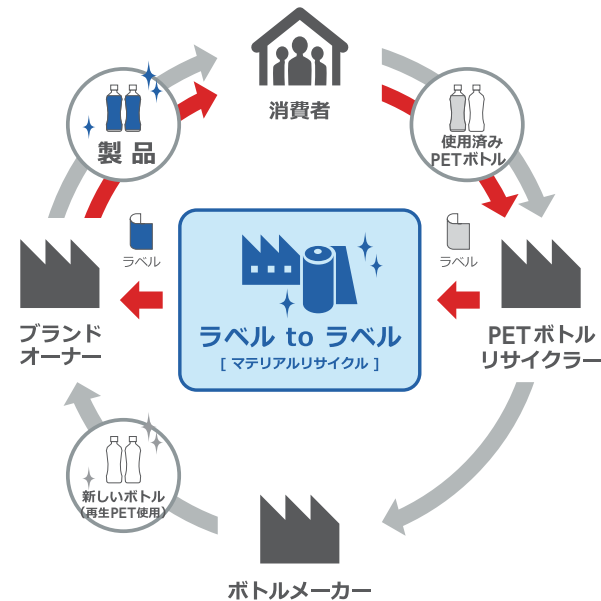 消費者
製 品
使用済み
PETボトル
ラベル
ラベル
ブランド
オーナー
ラベル to ラベル
[ マテリアルリサイクル ]
PETボトル
リサイクラー
新しいボトル
(再生PET使用)
ボトルメーカー